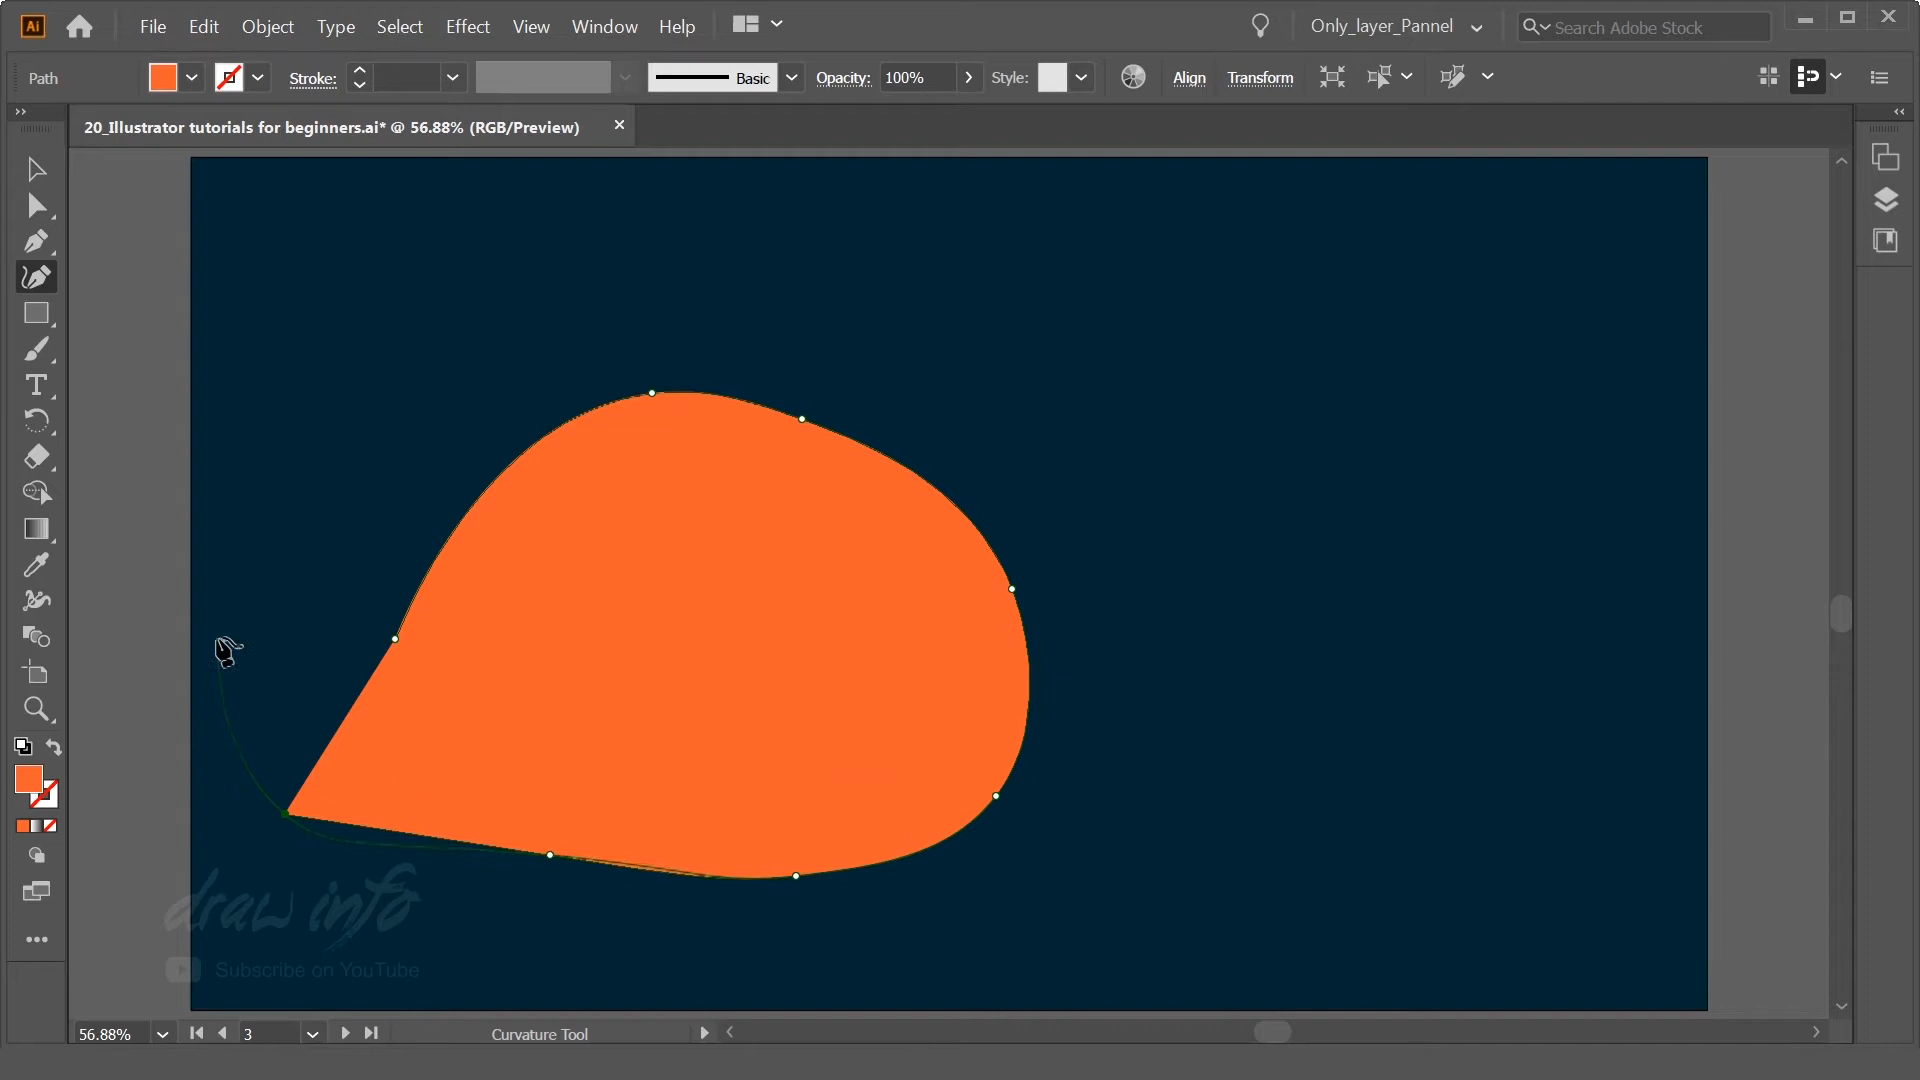 Ai File Edit Object Type Select Effect View Window Help Only_layer_Pannel Search Adobe Stock
Path Stroke: Basic Opacity: 100% Style: Align Transform
20_Illustrator tutorials for beginners.ai* @ 56.88% (RGB/Preview)
draw info
Subscribe on YouTube
56.88% 3 Curvature Tool